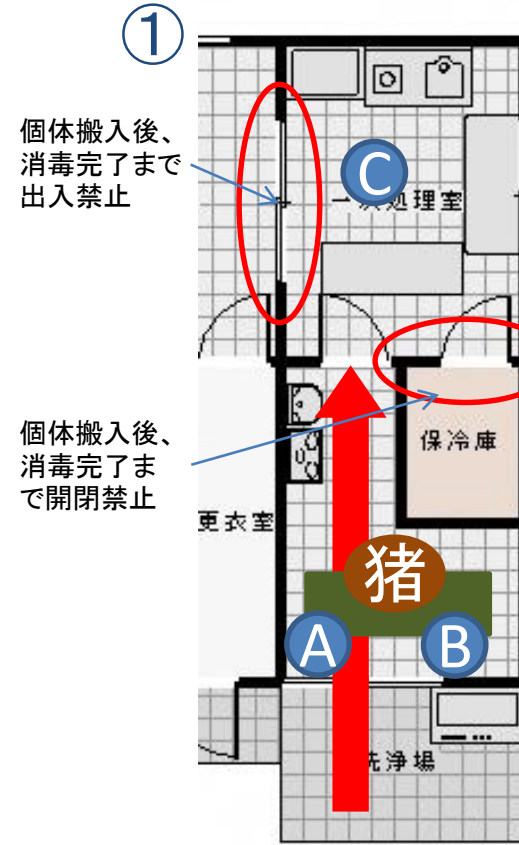 ①
個体搬入後、
消毒完了まで
出入禁止
C
一次処理室
個体搬入後、
消毒完了ま
で開閉禁止
保冷庫
更衣室
猪
A
B
洗浄場